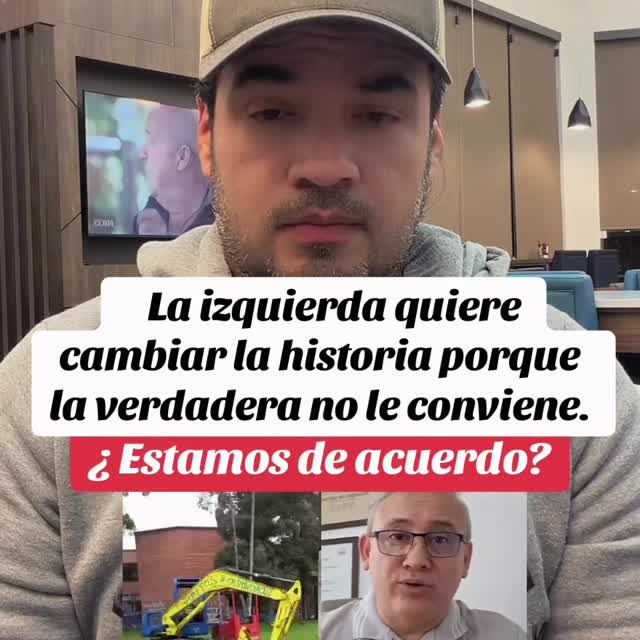 La izquierda quiere
cambiar la historia porque
la verdadera no le conviene.
¿Estamos de acuerdo?